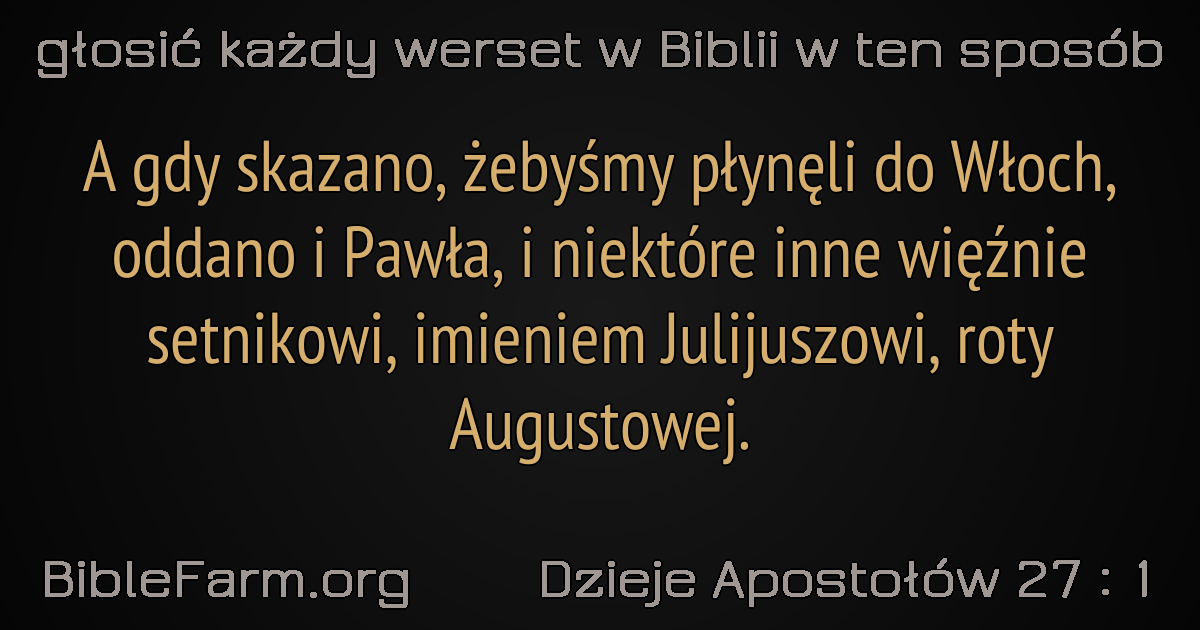 głosić każdy werset w Biblii w ten sposób
A gdy skazano, żebyśmy płynęli do Włoch,
oddano i Pawła, i niektóre inne więźnie
setnikowi, imieniem Julijuszowi, roty
Augustowej.
BibleFarm.org
Dzieje Apostołów 27 : 1